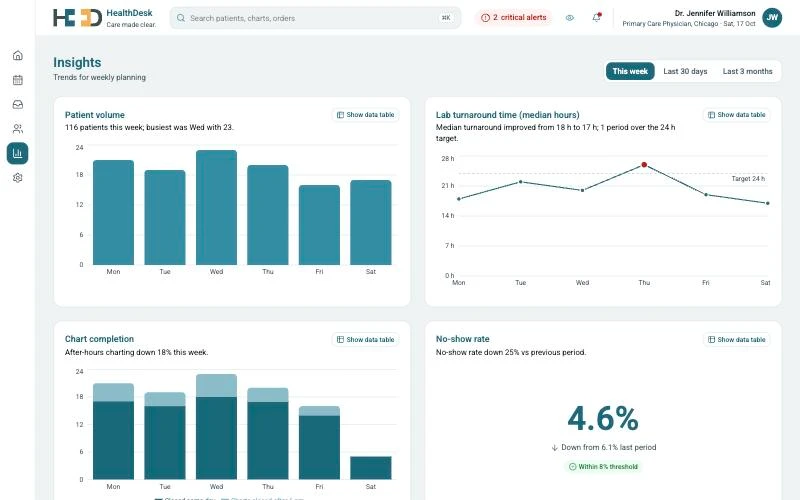 HEED
HealthDesk
Care made clear.
Search patients, charts, orders
⌘K
2 critical alerts
Dr. Jennifer Williamson
Primary Care Physician, Chicago · Sat, 17 Oct
JW
Insights
Trends for weekly planning
This week
Last 30 days
Last 3 months
Patient volume
Show data table
116 patients this week; busiest was Wed with 23.
24
18
12
6
0
Mon Tue Wed Thu Fri Sat
Lab turnaround time (median hours)
Show data table
Median turnaround improved from 18 h to 17 h; 1 period over the 24 h
target.
28 h
Target 24 h
21 h
14 h
7 h
0 h
Mon Tue Wed Thu Fri Sat
Chart completion
Show data table
After-hours charting down 18% this week.
24
18
12
6
0
Mon Tue Wed Thu Fri Sat
No-show rate
Show data table
No-show rate down 25% vs previous period.
4.6%
↓ Down from 6.1% last period
Within 8% threshold